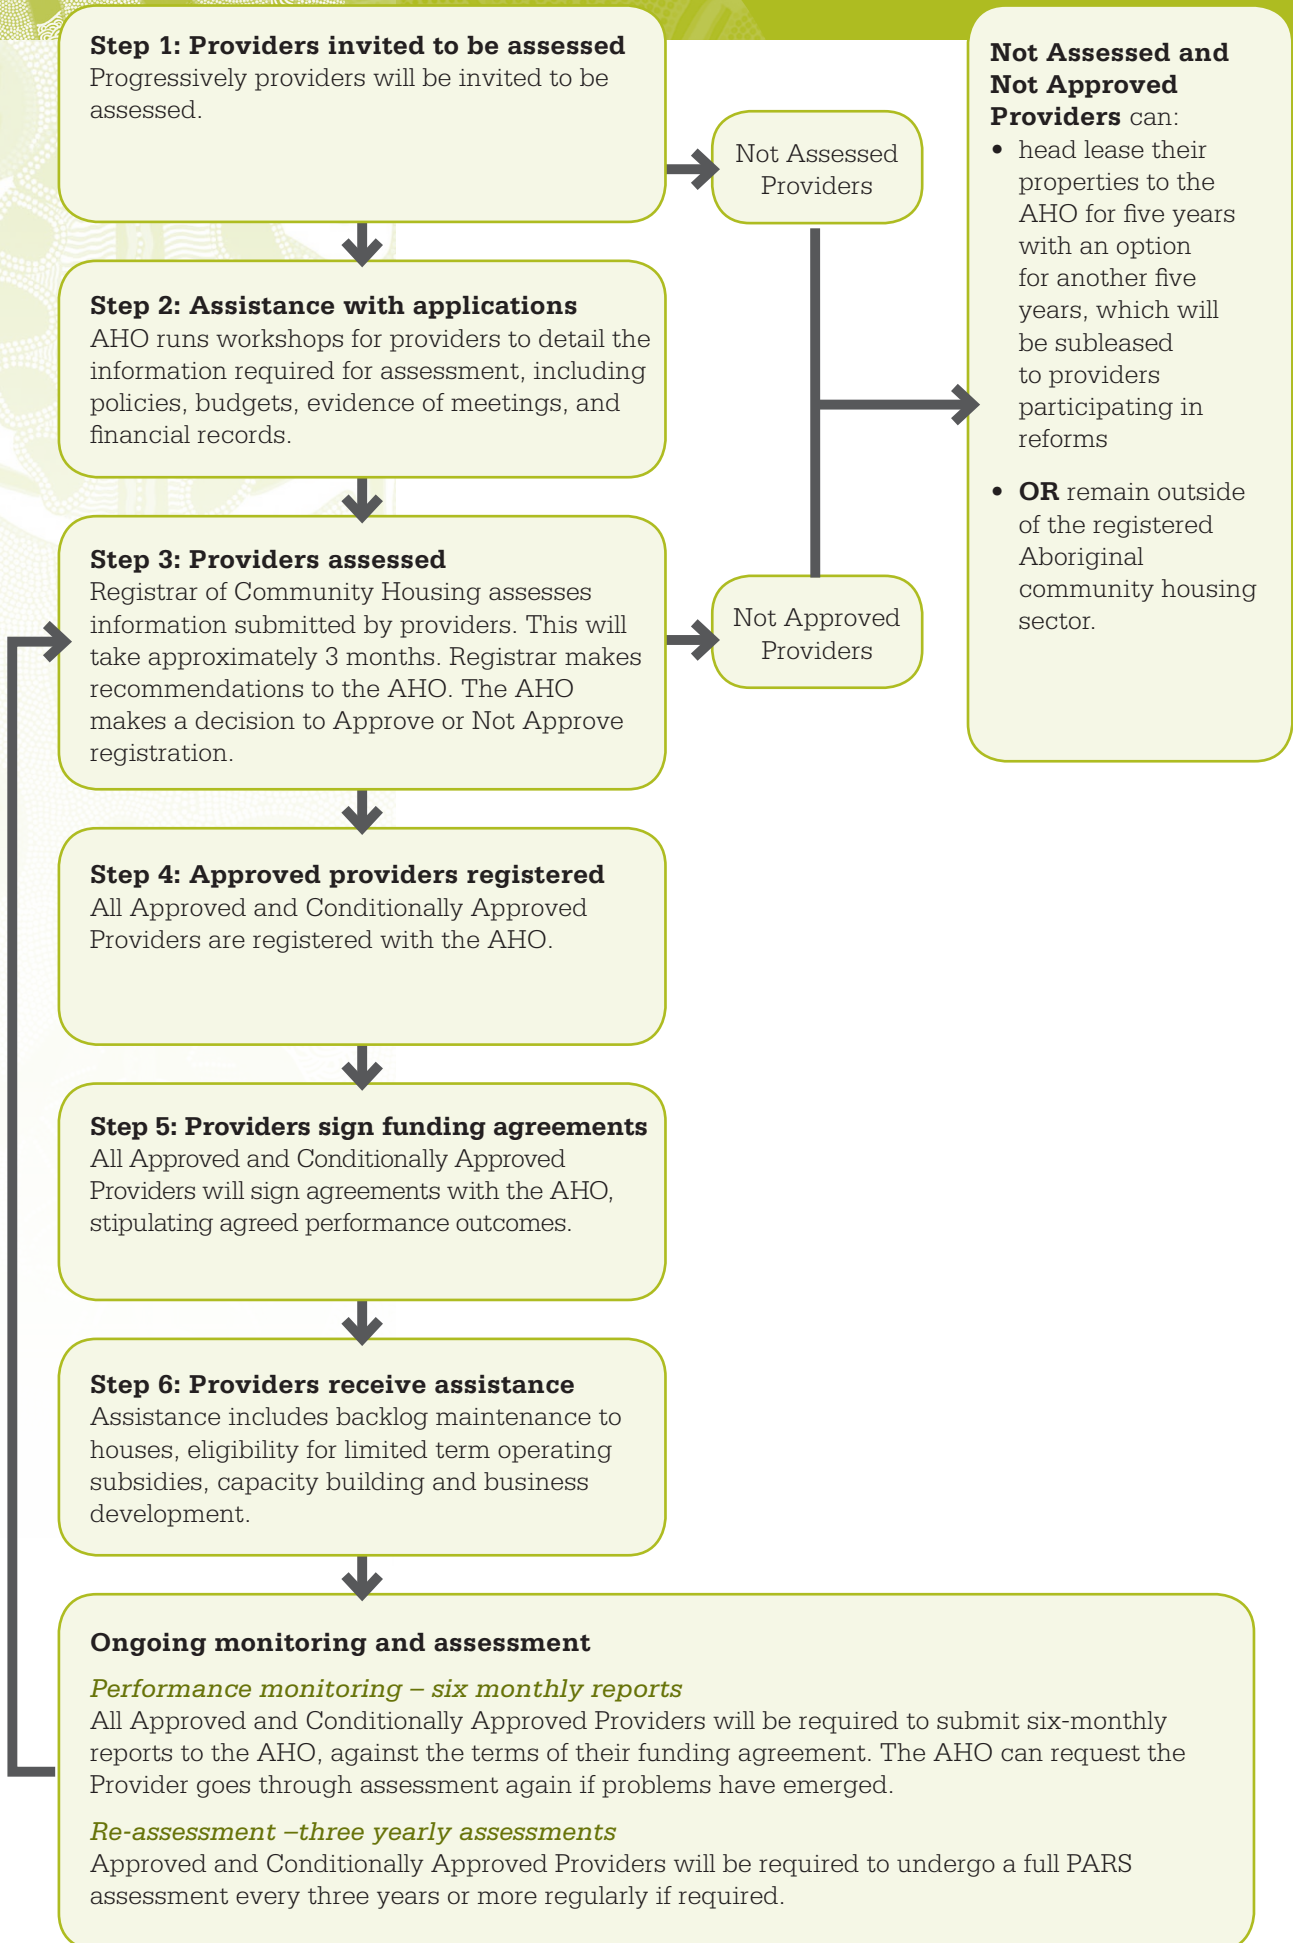 Step 1: Providers invited to be assessed
Progressively providers will be invited to be
assessed.
Not Assessed
Providers
Not Assessed and
Not Approved
Providers can:
• head lease their
properties to the
AHO for five years
with an option
for another five
years, which will
be subleased
to providers
participating in
reforms
• OR remain outside
of the registered
Aboriginal
community housing
sector.
Step 2: Assistance with applications
AHO runs workshops for providers to detail the
information required for assessment, including
policies, budgets, evidence of meetings, and
financial records.
Step 3: Providers assessed
Registrar of Community Housing assesses
information submitted by providers. This will
take approximately 3 months. Registrar makes
recommendations to the AHO. The AHO
makes a decision to Approve or Not Approve
registration.
Not Approved
Providers
Step 4: Approved providers registered
All Approved and Conditionally Approved
Providers are registered with the AHO.
Step 5: Providers sign funding agreements
All Approved and Conditionally Approved
Providers will sign agreements with the AHO,
stipulating agreed performance outcomes.
Step 6: Providers receive assistance
Assistance includes backlog maintenance to
houses, eligibility for limited term operating
subsidies, capacity building and business
development.
Ongoing monitoring and assessment
Performance monitoring – six monthly reports
All Approved and Conditionally Approved Providers will be required to submit six-monthly
reports to the AHO, against the terms of their funding agreement. The AHO can request the
Provider goes through assessment again if problems have emerged.
Re-assessment –three yearly assessments
Approved and Conditionally Approved Providers will be required to undergo a full PARS
assessment every three years or more regularly if required.